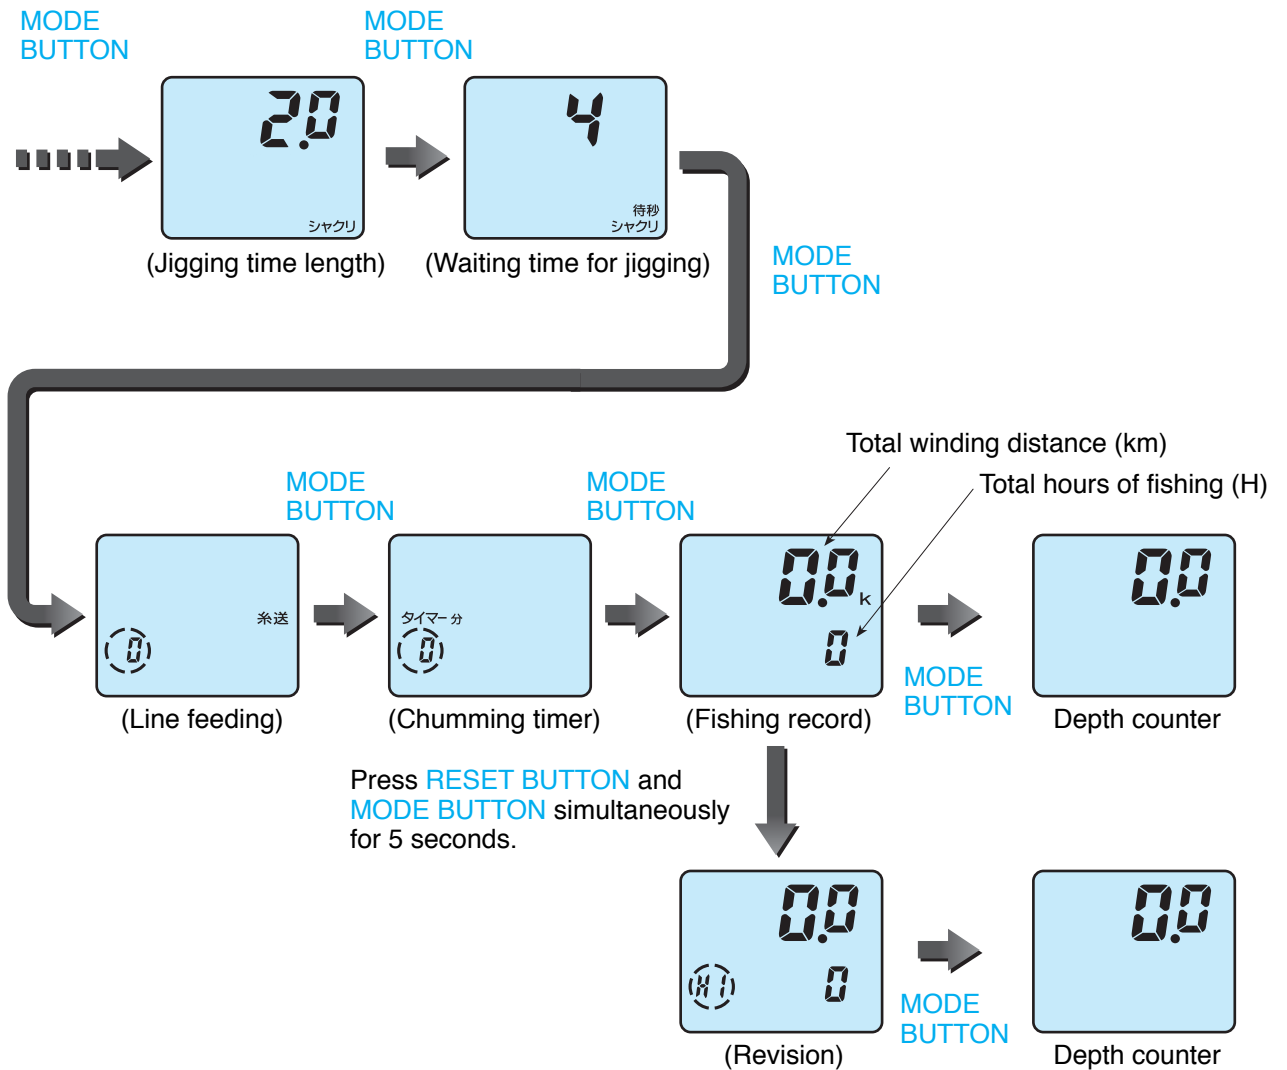 MODE
BUTTON
MODE
BUTTON
2.0
シャクリ
4
待秒
シャクリ
(Jigging time length)
(Waiting time for jigging)
MODE
BUTTON
Total winding distance (km)
Total hours of fishing (H)
MODE
BUTTON
MODE
BUTTON
糸送
0
タイマー分
0
0.0 k
0
0.0
MODE
BUTTON
(Line feeding)
(Chumming timer)
(Fishing record)
Depth counter
Press RESET BUTTON and
MODE BUTTON simultaneously
for 5 seconds.
0.0
H1 0
0.0
MODE
BUTTON
(Revision)
Depth counter